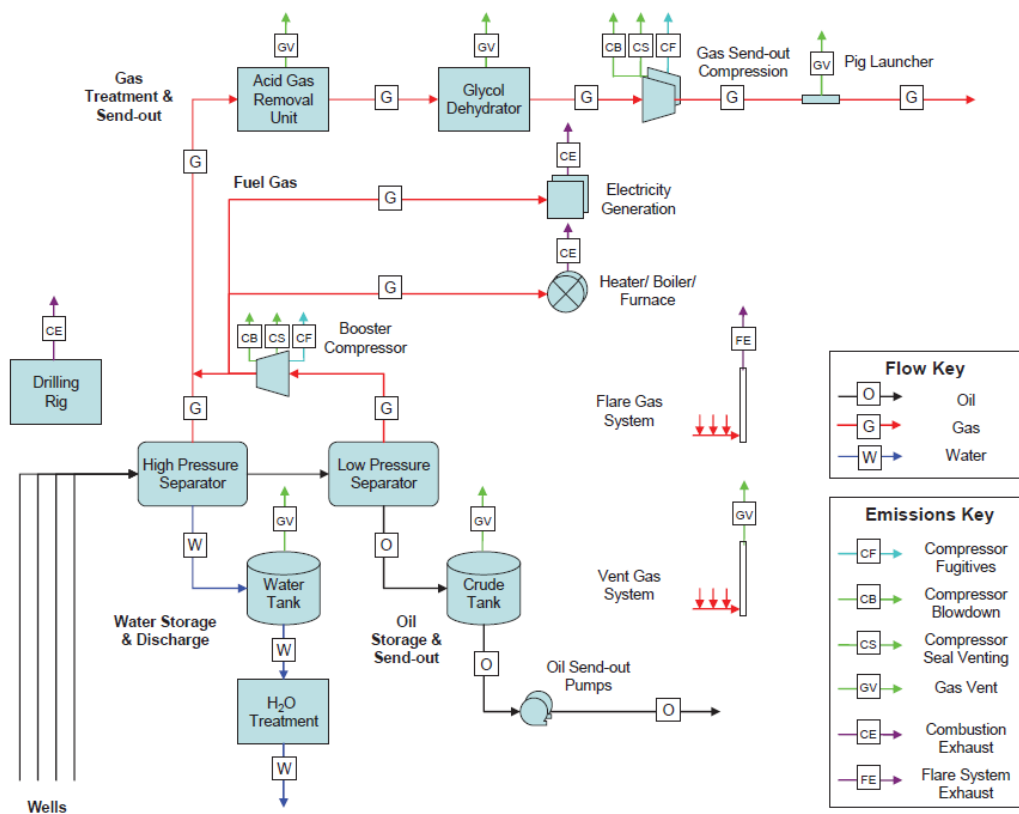 GV
GV
CB
CS
CF
Gas Send-out
Compression
GV
Pig Launcher
Gas
Treatment &
Send-out
Acid Gas
Removal
Unit
G
Glycol
Dehydrator
G
G
G
G
CE
Fuel Gas
G
Electricity
Generation
CE
G
Heater/ Boiler/
Furnace
CE
Drilling
Rig
CB
CS
CF
Booster
Compressor
G
G
FE
Flare Gas
System
High Pressure
Separator
Low Pressure
Separator
W
GV
O
GV
GV
Water
Tank
Crude
Tank
Vent Gas
System
Water Storage
& Discharge
Oil
Storage &
Send-out
W
O
H2O
Treatment
Oil Send-out
Pumps
O
W
Wells
Flow Key
O
Oil
G
Gas
W
Water
Emissions Key
CF
Compressor
Fugitives
CB
Compressor
Blowdown
CS
Compressor
Seal Venting
GV
Gas Vent
CE
Combustion
Exhaust
FE
Flare System
Exhaust